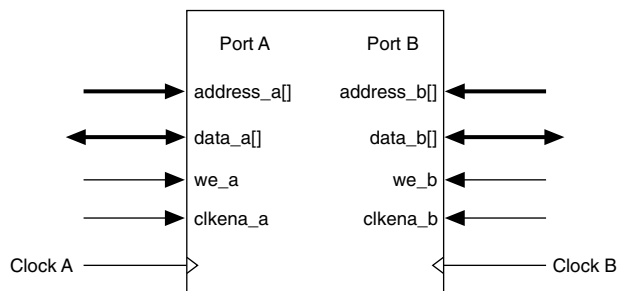 Port A Port B
address_a[] address_b[]
data_a[] data_b[]
we_a we_b
clkena_a clkena_b
Clock A Clock B